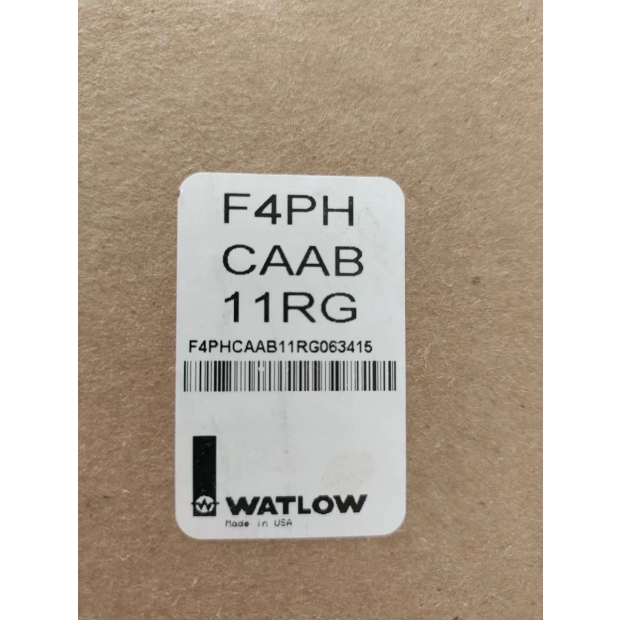 F4PH
CAAB
11RG
F4PHCAAB11RG063415
WATLOW
Made in USA